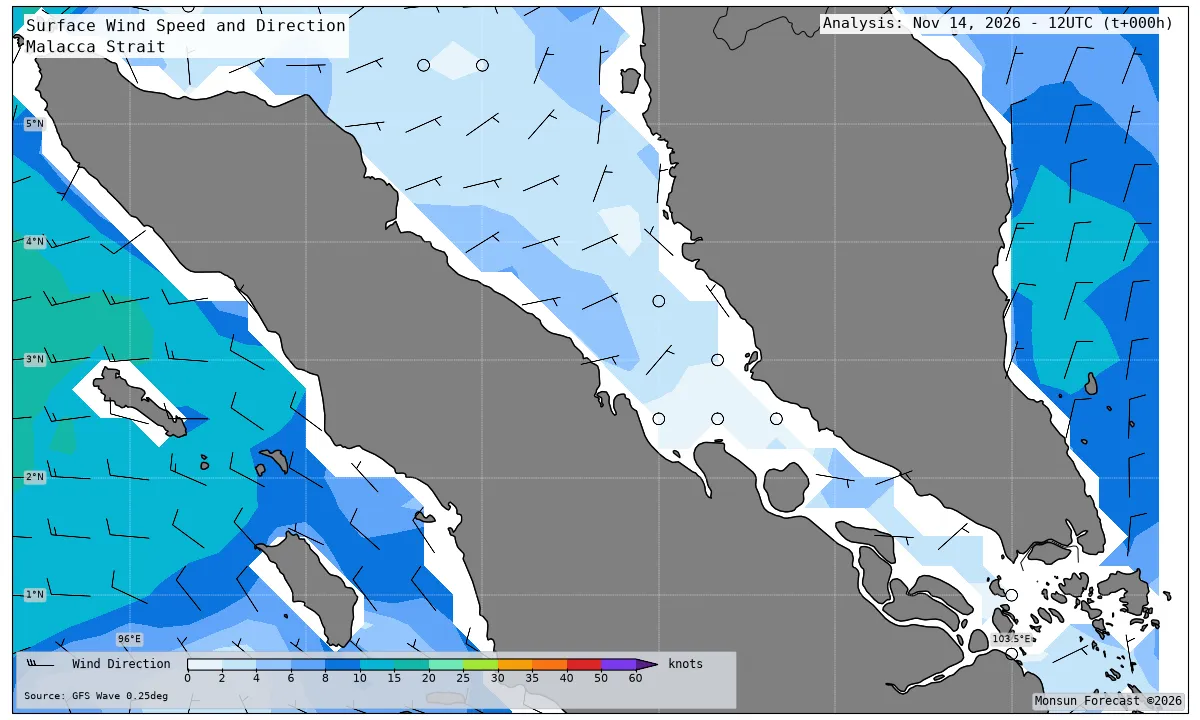 Surface Wind Speed and Direction
Malacca Strait
Analysis: Nov 14, 2026 - 12UTC (t+000h)
5°N
4°N
3°N
2°N
1°N
96°E
103.5°E
Wind Direction
knots
0 2 4 6 8 10 15 20 25 30 35 40 50 60
Source: GFS Wave 0.25deg
Monsun Forecast ©2026